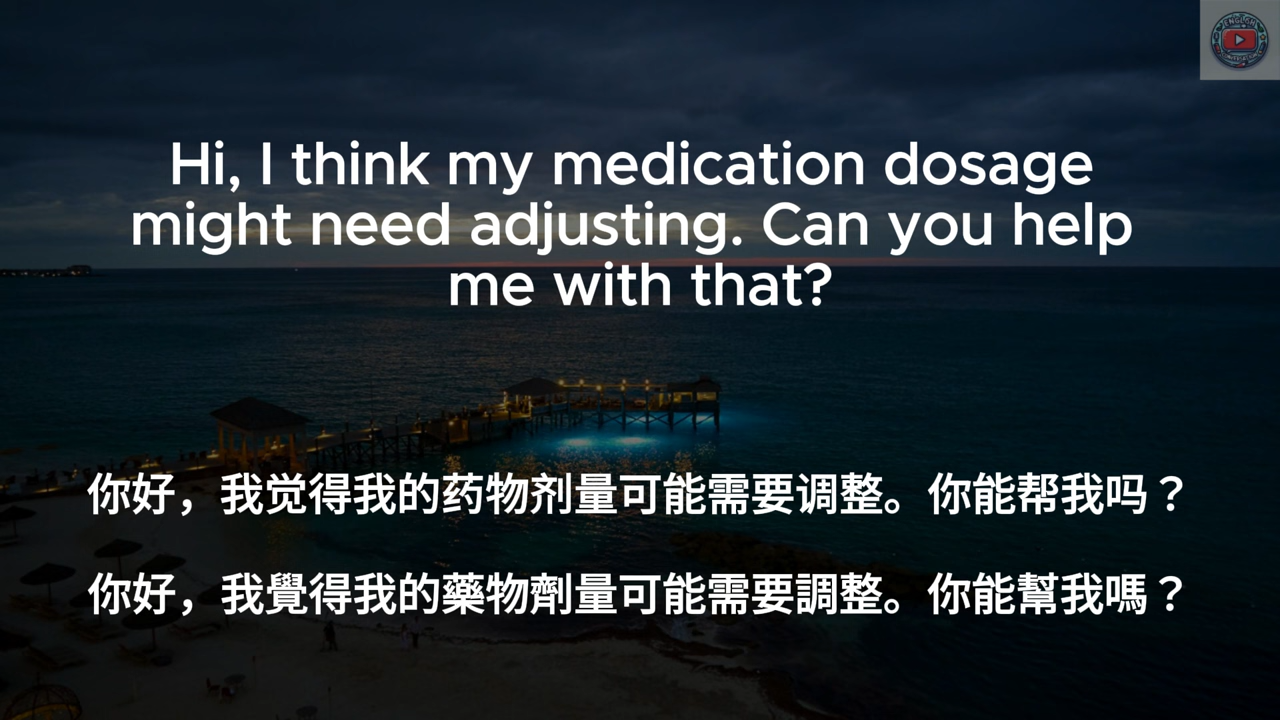 Hi, I think my medication dosage
might need adjusting. Can you help
me with that?
你好，我觉得我的药物剂量可能需要调整。你能帮我吗？
你好，我覺得我的藥物劑量可能需要調整。你能幫我嗎？